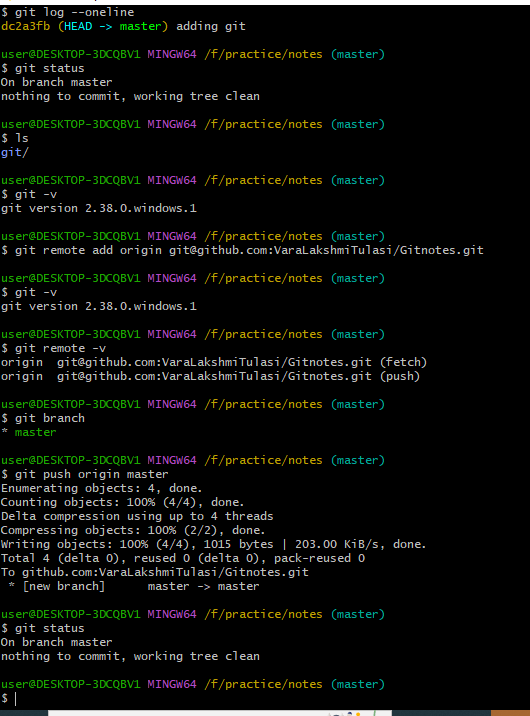 $ git log --oneline
dc2a3fb (HEAD -> master) adding git
user@DESKTOP-3DCQBV1 MINGW64 /f/practice/notes (master)
$ git status
On branch master
nothing to commit, working tree clean
user@DESKTOP-3DCQBV1 MINGW64 /f/practice/notes (master)
$ ls
git/
user@DESKTOP-3DCQBV1 MINGW64 /f/practice/notes (master)
$ git -v
git version 2.38.0.windows.1
user@DESKTOP-3DCQBV1 MINGW64 /f/practice/notes (master)
$ git remote add origin git@github.com:VaraLakshmiTulasi/Gitnotes.git
user@DESKTOP-3DCQBV1 MINGW64 /f/practice/notes (master)
$ git -v
git version 2.38.0.windows.1
user@DESKTOP-3DCQBV1 MINGW64 /f/practice/notes (master)
$ git remote -v
origin  git@github.com:VaraLakshmiTulasi/Gitnotes.git (fetch)
origin  git@github.com:VaraLakshmiTulasi/Gitnotes.git (push)
user@DESKTOP-3DCQBV1 MINGW64 /f/practice/notes (master)
$ git branch
* master
user@DESKTOP-3DCQBV1 MINGW64 /f/practice/notes (master)
$ git push origin master
Enumerating objects: 4, done.
Counting objects: 100% (4/4), done.
Delta compression using up to 4 threads
Compressing objects: 100% (2/2), done.
Writing objects: 100% (4/4), 1015 bytes | 203.00 KiB/s, done.
Total 4 (delta 0), reused 0 (delta 0), pack-reused 0
To github.com:VaraLakshmiTulasi/Gitnotes.git
 * [new branch]      master -> master
user@DESKTOP-3DCQBV1 MINGW64 /f/practice/notes (master)
$ git status
On branch master
nothing to commit, working tree clean
user@DESKTOP-3DCQBV1 MINGW64 /f/practice/notes (master)
$